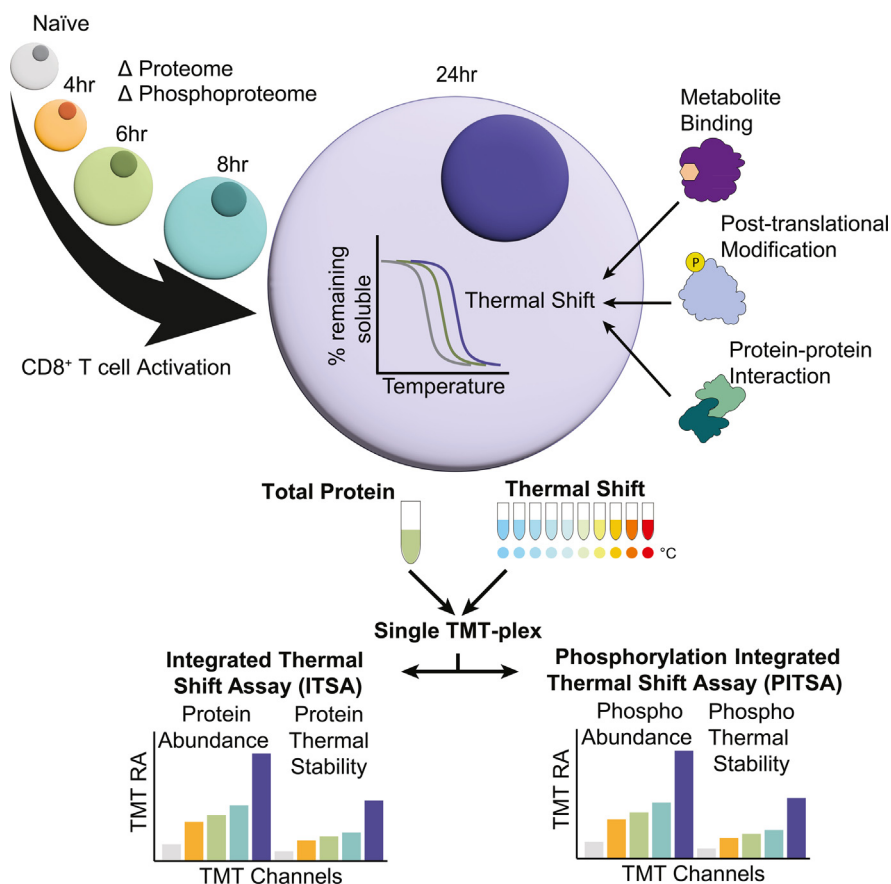 Naïve
4hr
Δ Proteome
Δ Phosphoproteome
6hr
8hr
24hr
CD8⁺ T cell Activation
% remaining
soluble
Temperature
Thermal Shift
Metabolite
Binding
Post-translational
Modification
P
Protein-protein
Interaction
Total Protein
Thermal Shift
°C
Single TMT-plex
Integrated Thermal
Shift Assay (ITSA)
Protein
Abundance
Protein
Thermal
Stability
TMT RA
TMT Channels
Phosphorylation Integrated
Thermal Shift Assay (PITSA)
Phospho
Abundance
Phospho
Thermal
Stability
TMT RA
TMT Channels